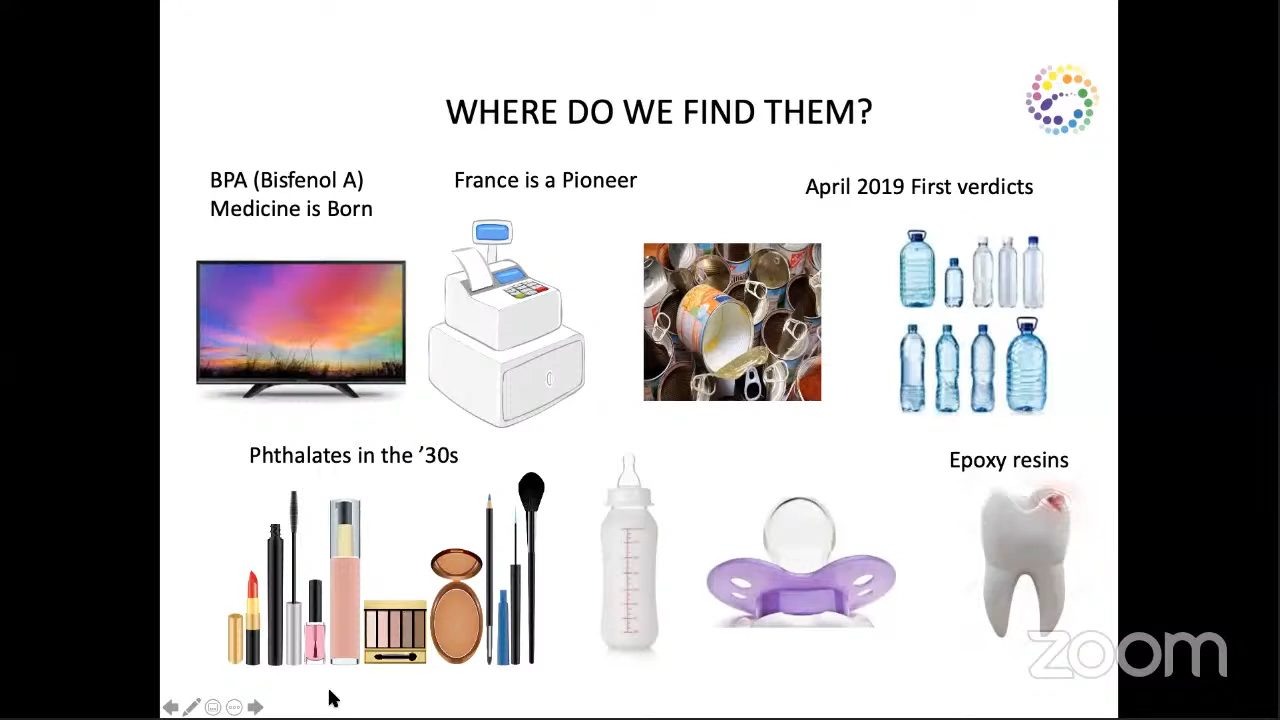 WHERE DO WE FIND THEM?
BPA (Bisfenol A)
Medicine is Born
France is a Pioneer
April 2019 First verdicts
Phthalates in the ’30s
Epoxy resins
zoom